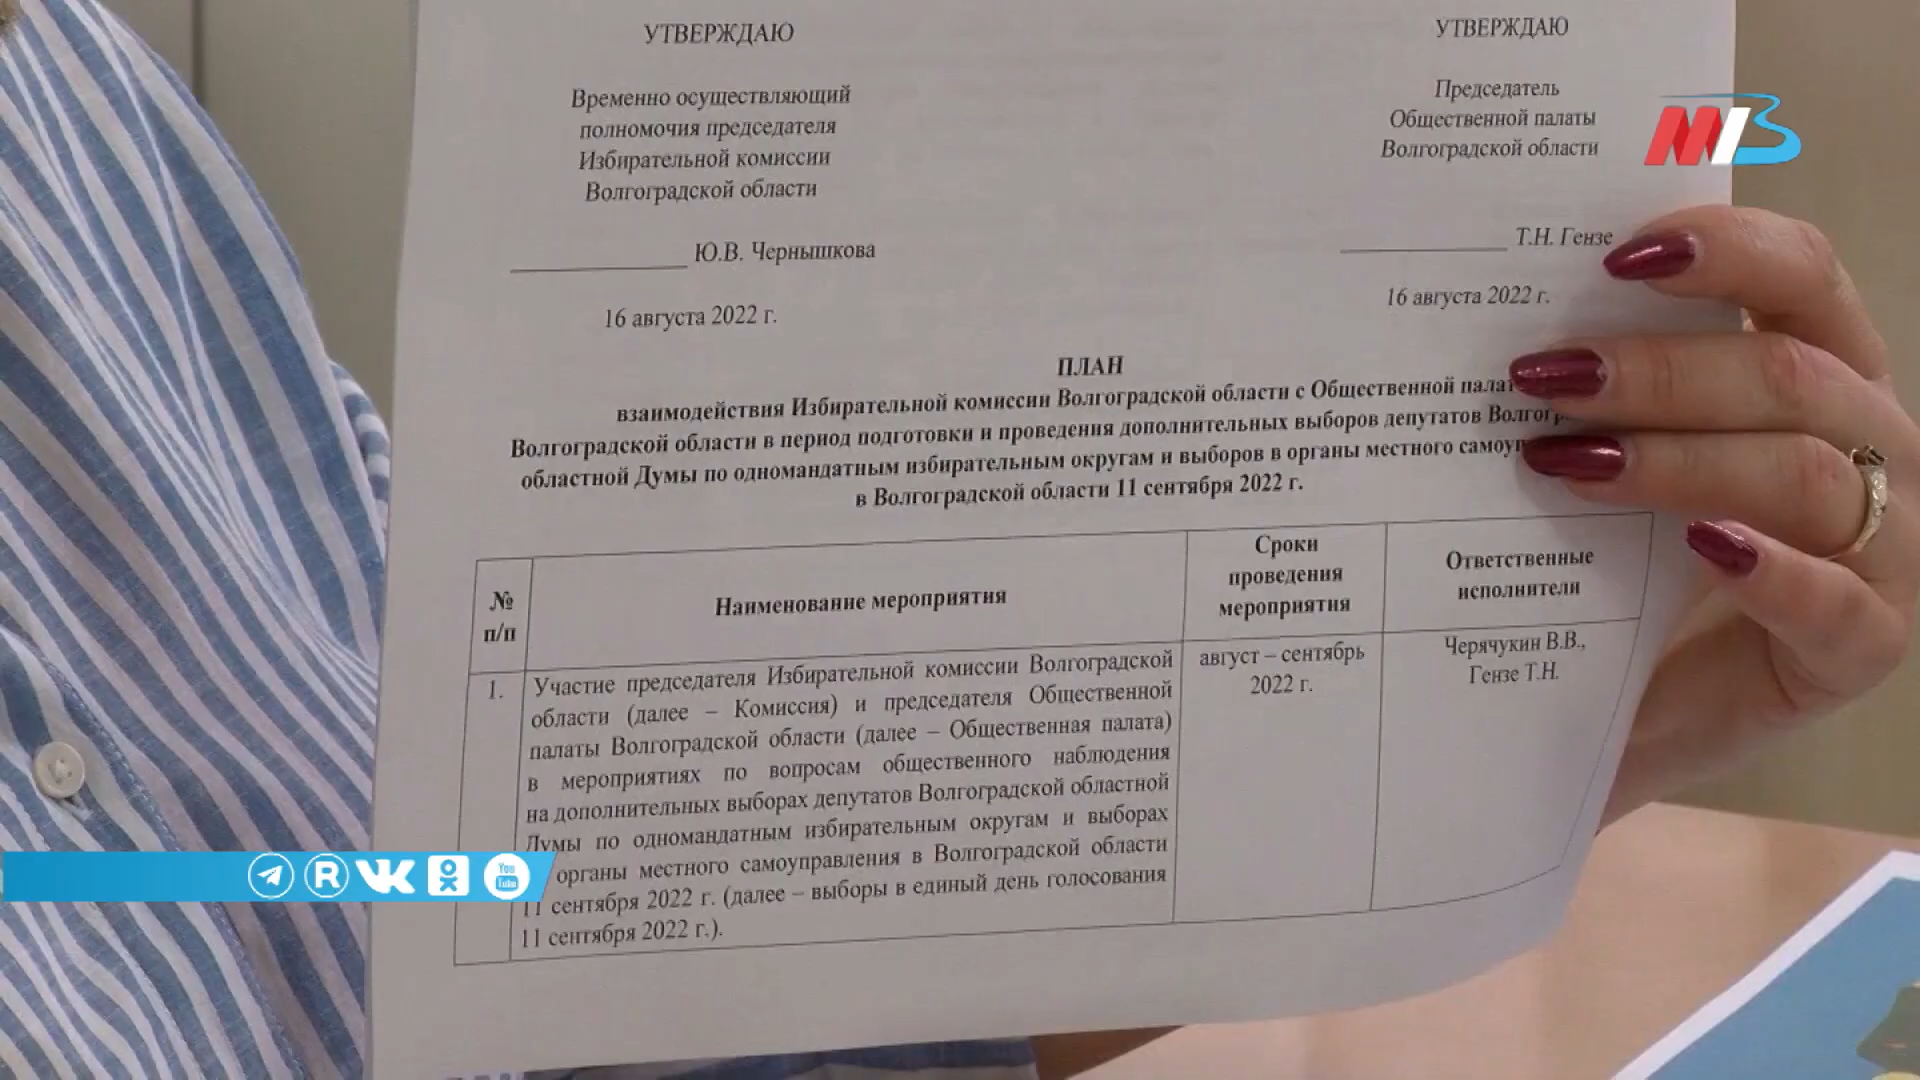 УТВЕРЖДАЮ
Временно осуществляющий
полномочия председателя
Избирательной комиссии
Волгоградской области
Ю.В. Чернышкова
16 августа 2022 г.
УТВЕРЖДАЮ
Председатель
Общественной палаты
Волгоградской области
Т.Н. Гензе
16 августа 2022 г.
МТВ
ПЛАН
взаимодействия Избирательной комиссии Волгоградской области с Общественной
Волгоградской области в период подготовки и проведения дополнительных выборов депутатов
областной Думы по одномандатным избирательным округам и выборов в органы местного
в Волгоградской области 11 сентября 2022 г.
№
п/п
Наименование мероприятия
Сроки
проведения
мероприятия
Ответственные
исполнители
1.
Участие председателя Избирательной комиссии Волгоградской
области (далее – Комиссия) и председателя Общественной
палаты Волгоградской области (далее – Общественная палата)
в мероприятиях по вопросам общественного наблюдения
на дополнительных выборах депутатов Волгоградской областной
Думы по одномандатным избирательным округам и выборах
органы местного самоуправления в Волгоградской области
11 сентября 2022 г. (далее – выборы в единый день голосования
11 сентября 2022 г.).
август – сентябрь
2022 г.
Черячукин В.В.,
Гензе Т.Н.
You
Tube